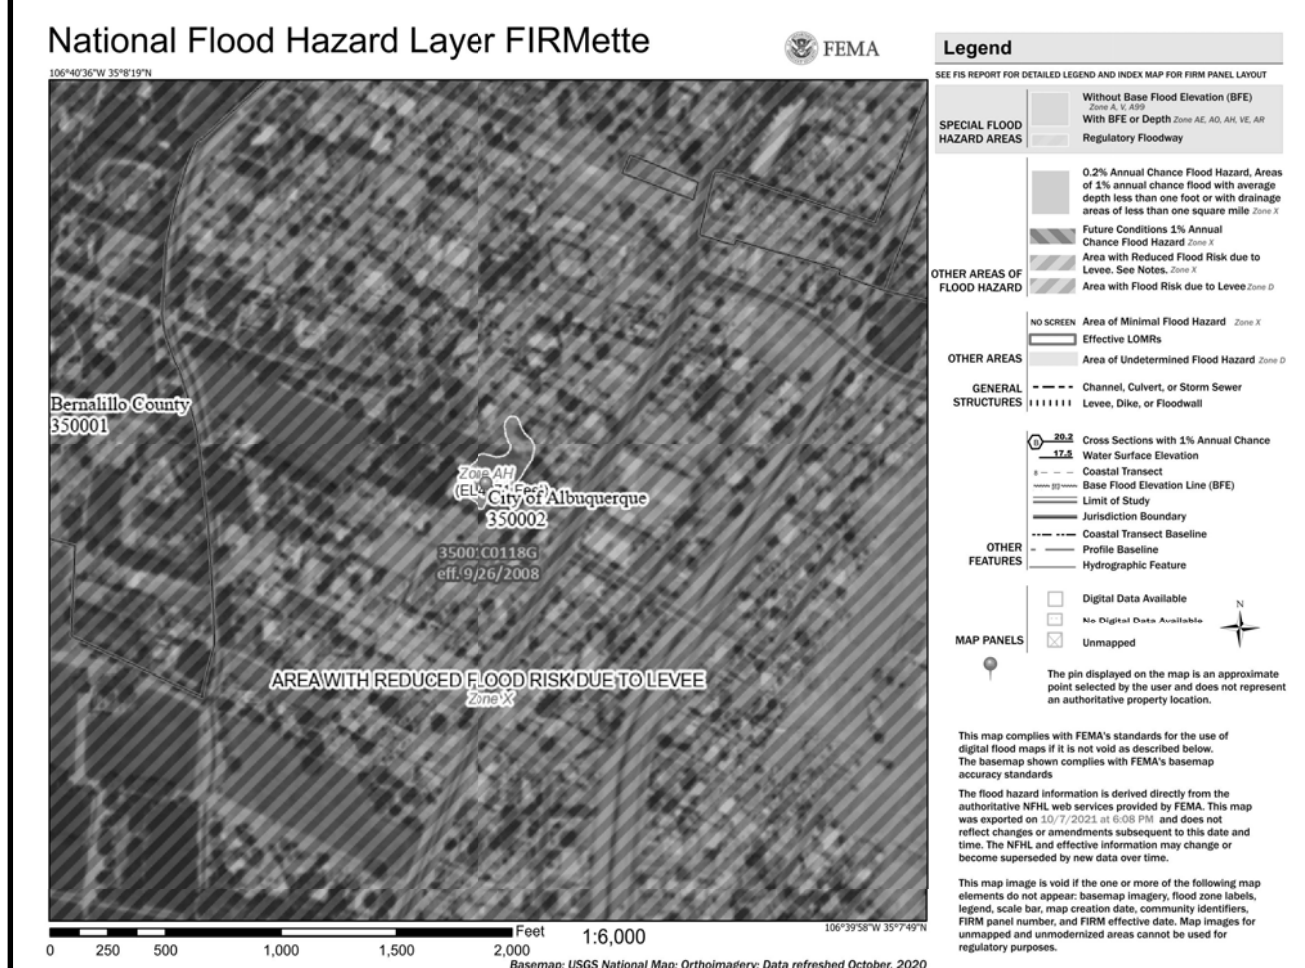 National Flood Hazard Layer FIRMette
FEMA
106°40'36"W 35°8'19"N
Bernalillo County
350001
Zone AH
City of Albuquerque
350002
eff. 9/26/2008
AREA WITH REDUCED FLOOD RISK DUE TO LEVEE
Zone X
106°39'58"W 35°7'49"N
Feet
1:6,000
0 250 500 1,000 1,500 2,000
Basemap: USGS National Map: Orthoimagery: Data refreshed October, 2020
Legend
SEE FIS REPORT FOR DETAILED LEGEND AND INDEX MAP FOR FIRM PANEL LAYOUT
SPECIAL FLOOD
HAZARD AREAS
Without Base Flood Elevation (BFE)
Zone A, V, A99
With BFE or Depth Zone AE, AO, AH, VE, AR
Regulatory Floodway
OTHER AREAS OF
FLOOD HAZARD
0.2% Annual Chance Flood Hazard, Areas
of 1% annual chance flood with average
depth less than one foot or with drainage
areas of less than one square mile Zone X
Future Conditions 1% Annual
Chance Flood Hazard Zone X
Area with Reduced Flood Risk due to
Levee. See Notes. Zone X
Area with Flood Risk due to Levee Zone D
OTHER AREAS
NO SCREEN Area of Minimal Flood Hazard Zone X
Effective LOMRs
Area of Undetermined Flood Hazard Zone D
GENERAL
STRUCTURES
Channel, Culvert, or Storm Sewer
Levee, Dike, or Floodwall
OTHER
FEATURES
B 20.2 Cross Sections with 1% Annual Chance
17.5 Water Surface Elevation
8 Coastal Transect
513 Base Flood Elevation Line (BFE)
Limit of Study
Jurisdiction Boundary
Coastal Transect Baseline
Profile Baseline
Hydrographic Feature
MAP PANELS
Digital Data Available
No Digital Data Available
Unmapped
N
The pin displayed on the map is an approximate
point selected by the user and does not represent
an authoritative property location.
This map complies with FEMA's standards for the use of
digital flood maps if it is not void as described below.
The basemap shown complies with FEMA's basemap
accuracy standards
The flood hazard information is derived directly from the
authoritative NFHL web services provided by FEMA. This map
was exported on 10/7/2021 at 6:08 PM and does not
reflect changes or amendments subsequent to this date and
time. The NFHL and effective information may change or
become superseded by new data over time.
This map image is void if the one or more of the following map
elements do not appear: basemap imagery, flood zone labels,
legend, scale bar, map creation date, community identifiers,
FIRM panel number, and FIRM effective date. Map images for
unmapped and unmodernized areas cannot be used for
regulatory purposes.